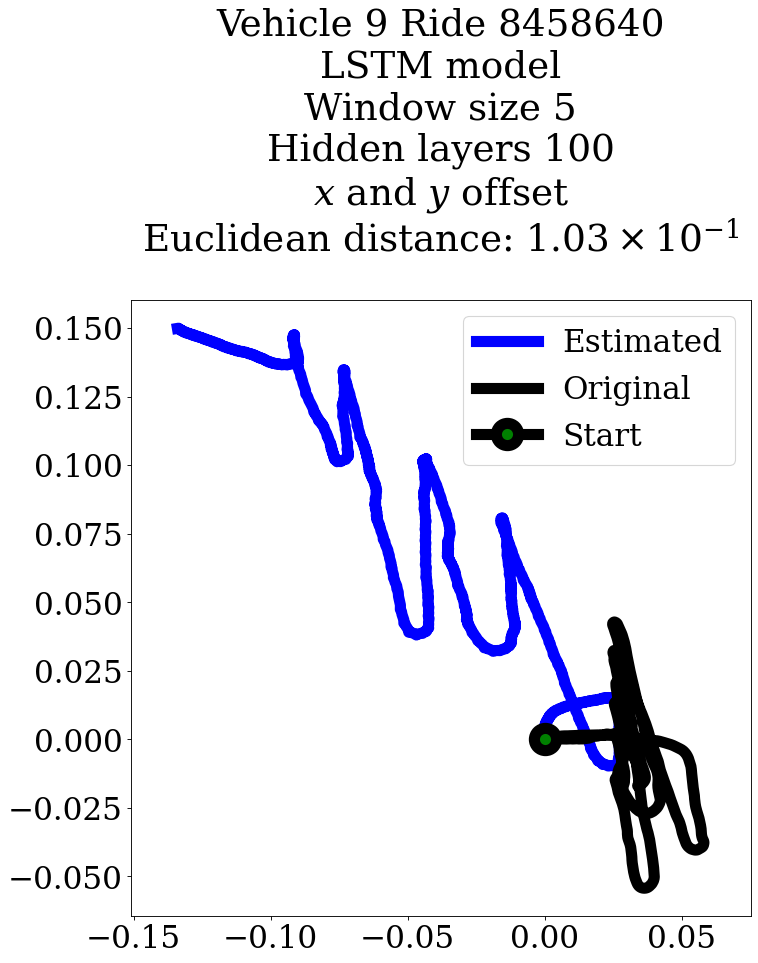 Vehicle 9 Ride 8458640
LSTM model
Window size 5
Hidden layers 100
x and y offset
Euclidean distance: 1.03 × 10⁻¹
Estimated
Original
Start
0.150
0.125
0.100
0.075
0.050
0.025
0.000
−0.025
−0.050
−0.15 −0.10 −0.05 0.00 0.05